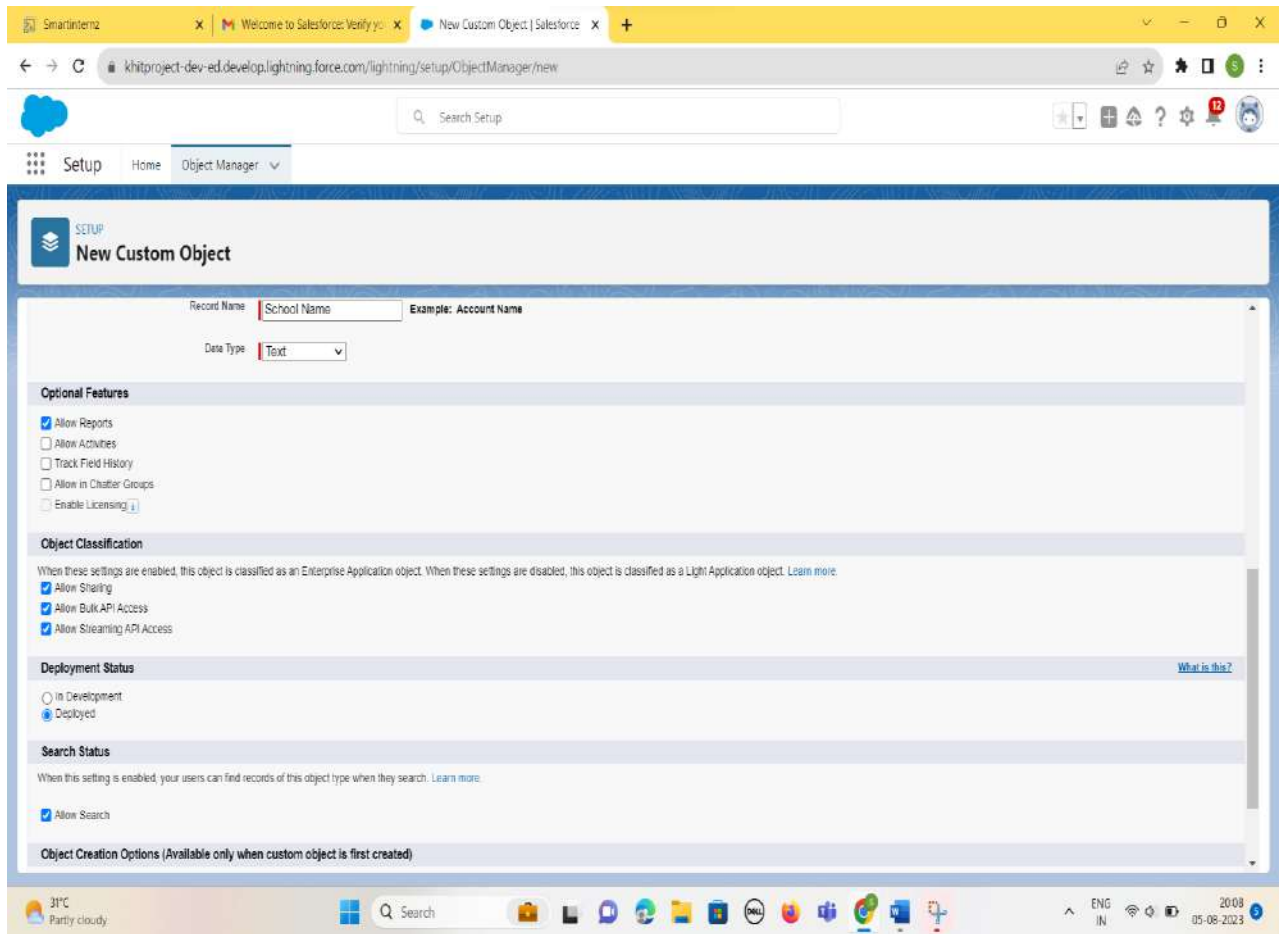 Smartinternz
Welcome to Salesforce: Verify yo
New Custom Object | Salesforce
khitproject-dev-ed.develop.lightning.force.com/lightning/setup/ObjectManager/new
S
Search Setup
12
Setup
Home
Object Manager
SETUP
New Custom Object
Record Name
School Name
Example: Account Name
Data Type
Text
Optional Features
Allow Reports
Allow Activities
Track Field History
Allow in Chatter Groups
Enable Licensing i
Object Classification
When these settings are enabled, this object is classified as an Enterprise Application object. When these settings are disabled, this object is classified as a Light Application object. Learn more.
Allow Sharing
Allow Bulk API Access
Allow Streaming API Access
Deployment Status
What is this?
In Development
Deployed
Search Status
When this setting is enabled, your users can find records of this object type when they search. Learn more.
Allow Search
Object Creation Options (Available only when custom object is first created)
31°C
Partly cloudy
Search
DELL
ENG
IN
20:08
05-08-2023
5